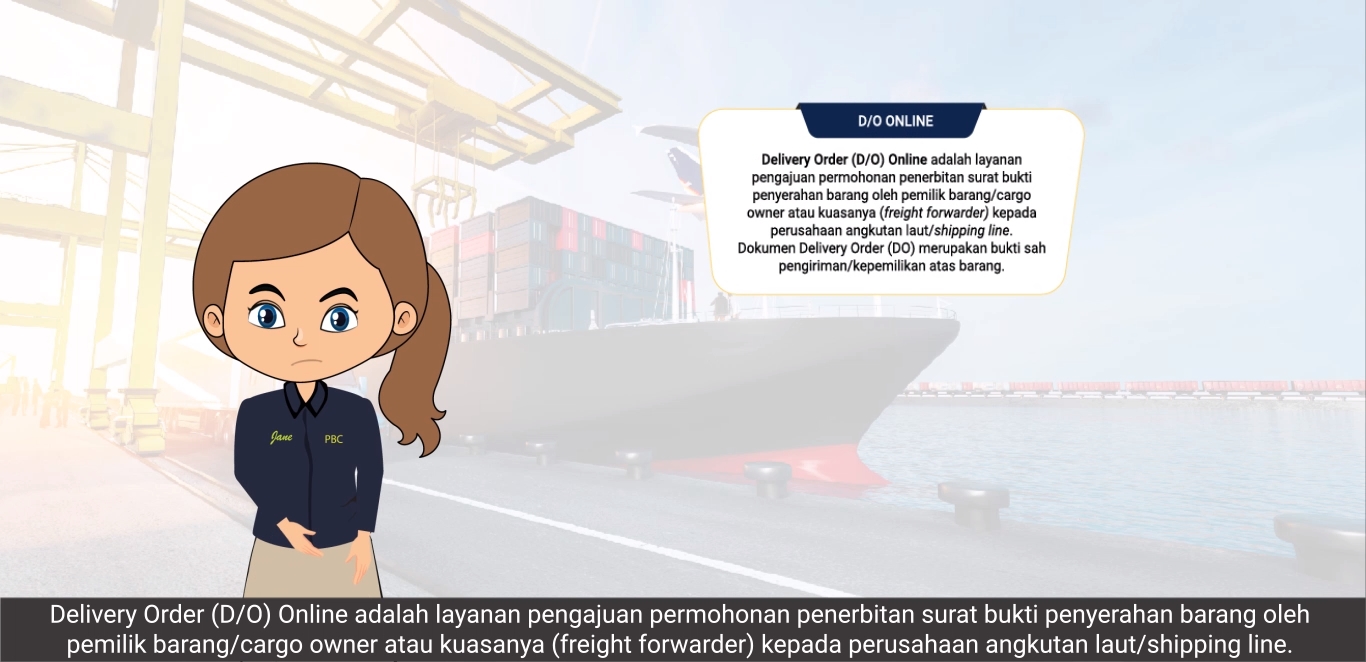 D/O ONLINE
Delivery Order (D/O) Online adalah layanan
pengajuan permohonan penerbitan surat bukti
penyerahan barang oleh pemilik barang/cargo
owner atau kuasanya (freight forwarder) kepada
perusahaan angkutan laut/shipping line.
Dokumen Delivery Order (DO) merupakan bukti sah
pengiriman/kepemilikan atas barang.
Jane PBC
Delivery Order (D/O) Online adalah layanan pengajuan permohonan penerbitan surat bukti penyerahan barang oleh
pemilik barang/cargo owner atau kuasanya (freight forwarder) kepada perusahaan angkutan laut/shipping line.